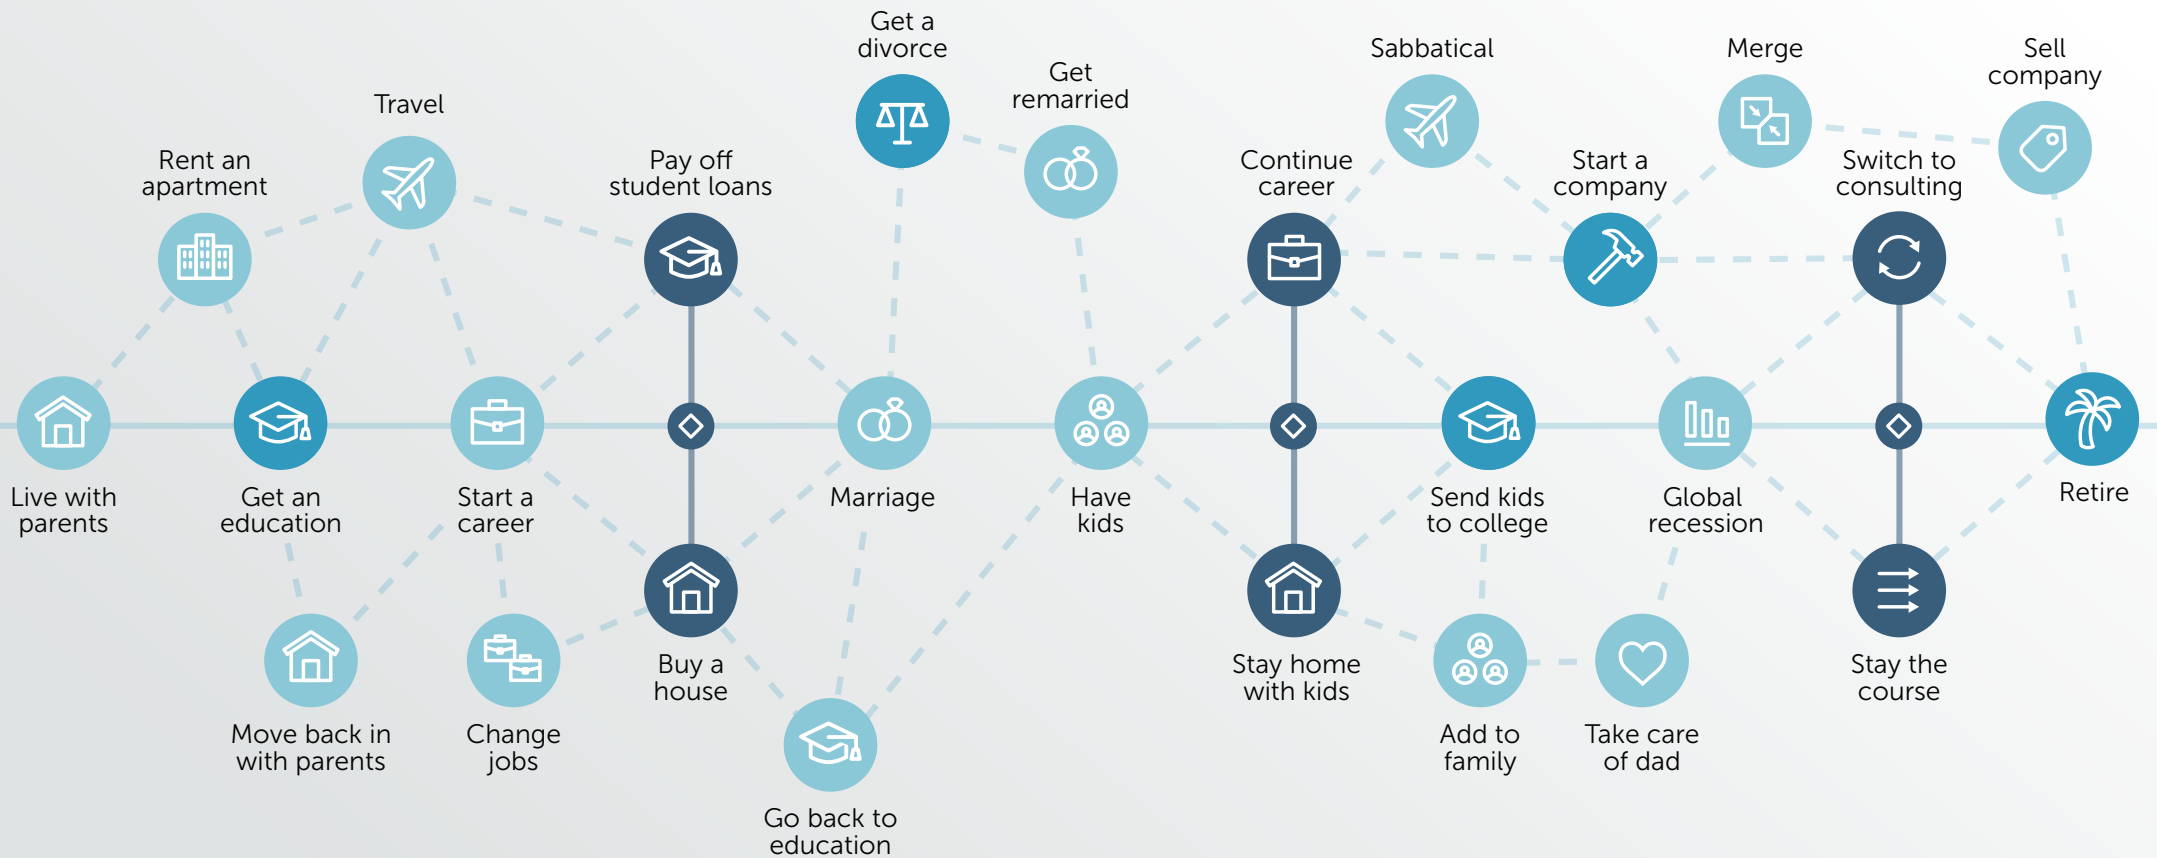 Get a
divorce
Get
remarried
Sabbatical
Merge
Sell
company
Travel
Rent an
apartment
Pay off
student loans
Continue
career
Start a
company
Switch to
consulting
Live with
parents
Get an
education
Start a
career
Marriage
Have
kids
Send kids
to college
Global
recession
Retire
Move back in
with parents
Change
jobs
Buy a
house
Go back to
education
Stay home
with kids
Add to
family
Take care
of dad
Stay the
course